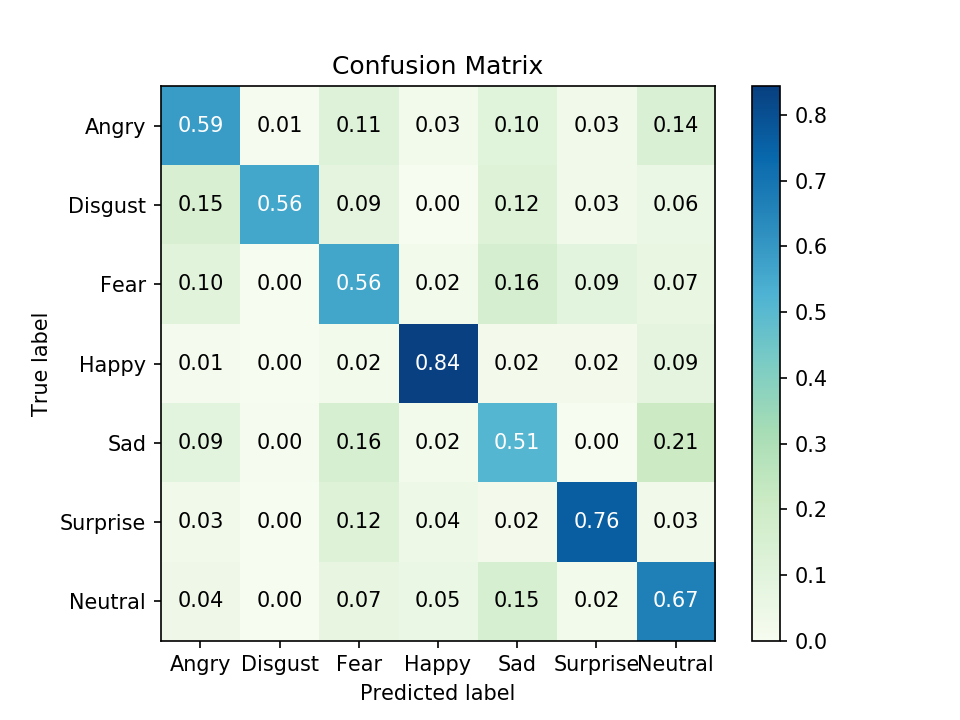 Confusion Matrix
Angry 0.59 0.01 0.11 0.03 0.10 0.03 0.14
Disgust 0.15 0.56 0.09 0.00 0.12 0.03 0.06
Fear 0.10 0.00 0.56 0.02 0.16 0.09 0.07
Happy 0.01 0.00 0.02 0.84 0.02 0.02 0.09
Sad 0.09 0.00 0.16 0.02 0.51 0.00 0.21
Surprise 0.03 0.00 0.12 0.04 0.02 0.76 0.03
Neutral 0.04 0.00 0.07 0.05 0.15 0.02 0.67
Angry Disgust Fear Happy Sad Surprise Neutral
Predicted label
True label
0.8
0.7
0.6
0.5
0.4
0.3
0.2
0.1
0.0